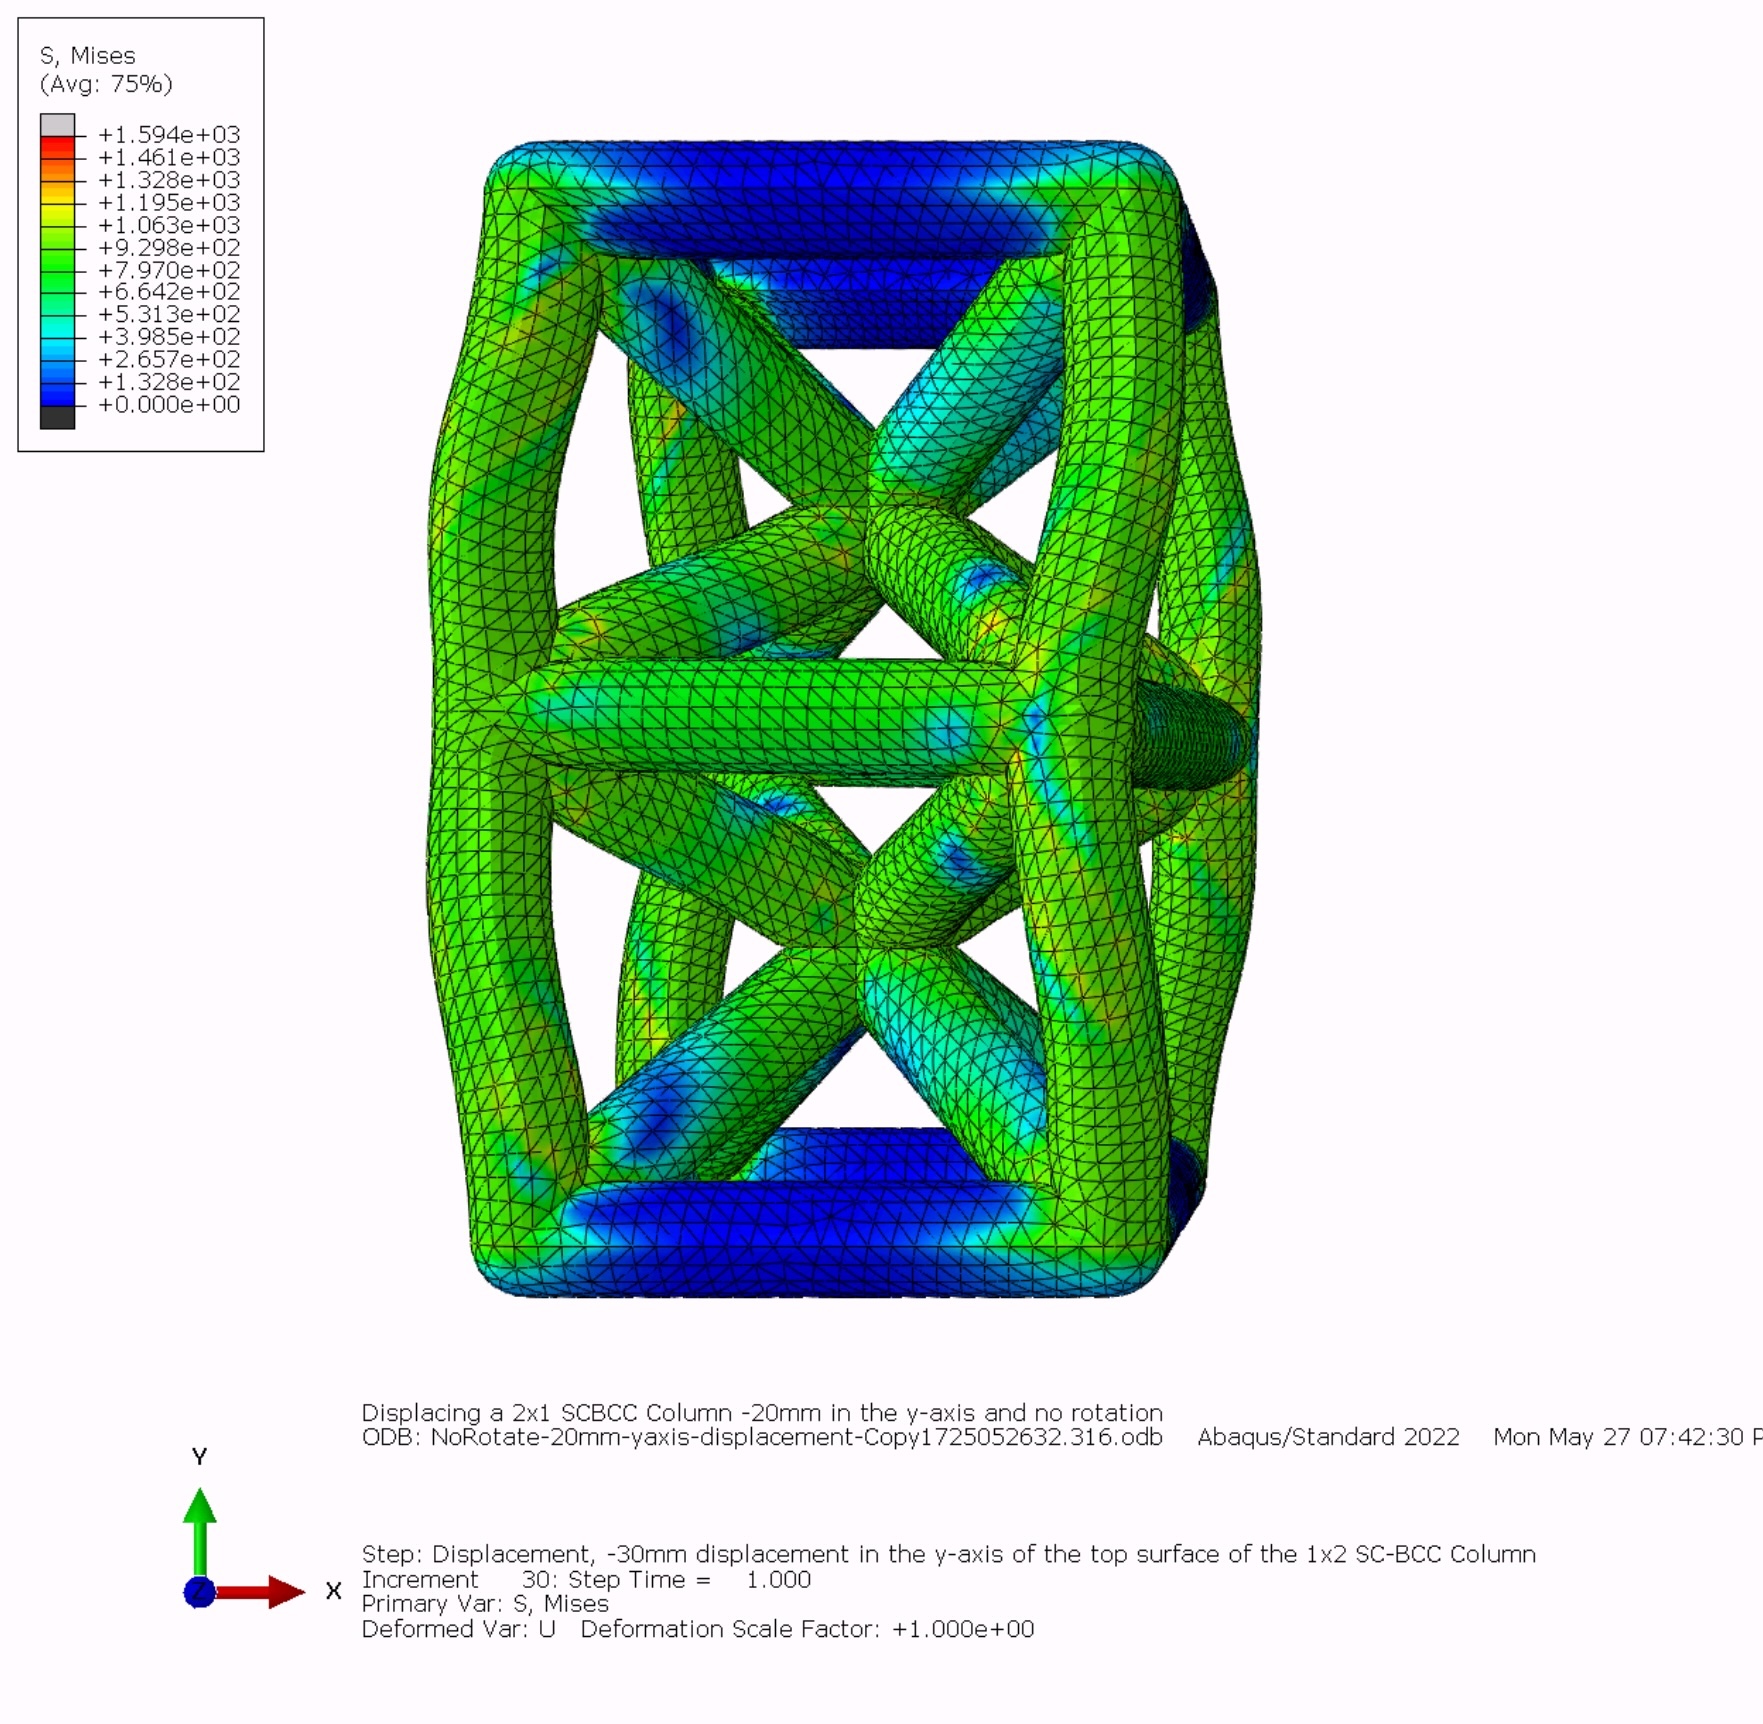 S, Mises
(Avg: 75%)
+1.594e+03
+1.461e+03
+1.328e+03
+1.195e+03
+1.063e+03
+9.298e+02
+7.970e+02
+6.642e+02
+5.313e+02
+3.985e+02
+2.657e+02
+1.328e+02
+0.000e+00
Displacing a 2x1 SCBCC Column -20mm in the y-axis and no rotation
ODB: NoRotate-20mm-yaxis-displacement-Copy1725052632.316.odb Abaqus/Standard 2022 Mon May 27 07:42:30 P
Y
Z
X
Step: Displacement, -30mm displacement in the y-axis of the top surface of the 1x2 SC-BCC Column
Increment 30: Step Time = 1.000
Primary Var: S, Mises
Deformed Var: U Deformation Scale Factor: +1.000e+00